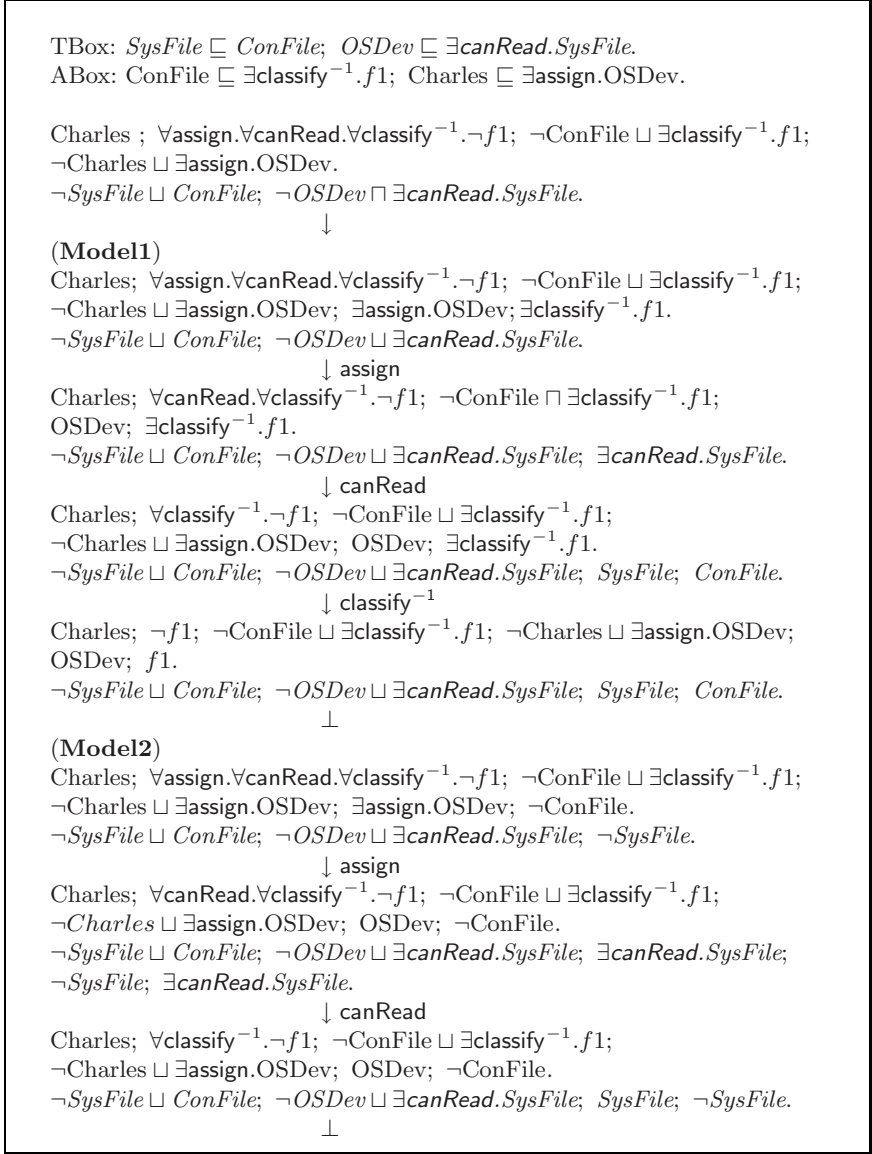 TBox: SysFile ⊑ ConFile; OSDev ⊑ ∃canRead.SysFile.
ABox: ConFile ⊑ ∃classify⁻¹.f1; Charles ⊑ ∃assign.OSDev.
Charles ; ∀assign.∀canRead.∀classify⁻¹.¬f1; ¬ConFile ⊔ ∃classify⁻¹.f1;
¬Charles ⊔ ∃assign.OSDev.
¬SysFile ⊔ ConFile; ¬OSDev ⊓ ∃canRead.SysFile.
↓
(Model1)
Charles; ∀assign.∀canRead.∀classify⁻¹.¬f1; ¬ConFile ⊔ ∃classify⁻¹.f1;
¬Charles ⊔ ∃assign.OSDev; ∃assign.OSDev; ∃classify⁻¹.f1.
¬SysFile ⊔ ConFile; ¬OSDev ⊔ ∃canRead.SysFile.
↓ assign
Charles; ∀canRead.∀classify⁻¹.¬f1; ¬ConFile ⊓ ∃classify⁻¹.f1;
OSDev; ∃classify⁻¹.f1.
¬SysFile ⊔ ConFile; ¬OSDev ⊔ ∃canRead.SysFile; ∃canRead.SysFile.
↓ canRead
Charles; ∀classify⁻¹.¬f1; ¬ConFile ⊔ ∃classify⁻¹.f1;
¬Charles ⊔ ∃assign.OSDev; OSDev; ∃classify⁻¹.f1.
¬SysFile ⊔ ConFile; ¬OSDev ⊔ ∃canRead.SysFile; SysFile; ConFile.
↓ classify⁻¹
Charles; ¬f1; ¬ConFile ⊔ ∃classify⁻¹.f1; ¬Charles ⊔ ∃assign.OSDev;
OSDev; f1.
¬SysFile ⊔ ConFile; ¬OSDev ⊔ ∃canRead.SysFile; SysFile; ConFile.
⊥
(Model2)
Charles; ∀assign.∀canRead.∀classify⁻¹.¬f1; ¬ConFile ⊔ ∃classify⁻¹.f1;
¬Charles ⊔ ∃assign.OSDev; ∃assign.OSDev; ¬ConFile.
¬SysFile ⊔ ConFile; ¬OSDev ⊔ ∃canRead.SysFile; ¬SysFile.
↓ assign
Charles; ∀canRead.∀classify⁻¹.¬f1; ¬ConFile ⊔ ∃classify⁻¹.f1;
¬Charles ⊔ ∃assign.OSDev; OSDev; ¬ConFile.
¬SysFile ⊔ ConFile; ¬OSDev ⊔ ∃canRead.SysFile; ∃canRead.SysFile;
¬SysFile; ∃canRead.SysFile.
↓ canRead
Charles; ∀classify⁻¹.¬f1; ¬ConFile ⊔ ∃classify⁻¹.f1;
¬Charles ⊔ ∃assign.OSDev; OSDev; ¬ConFile.
¬SysFile ⊔ ConFile; ¬OSDev ⊔ ∃canRead.SysFile; SysFile; ¬SysFile.
⊥